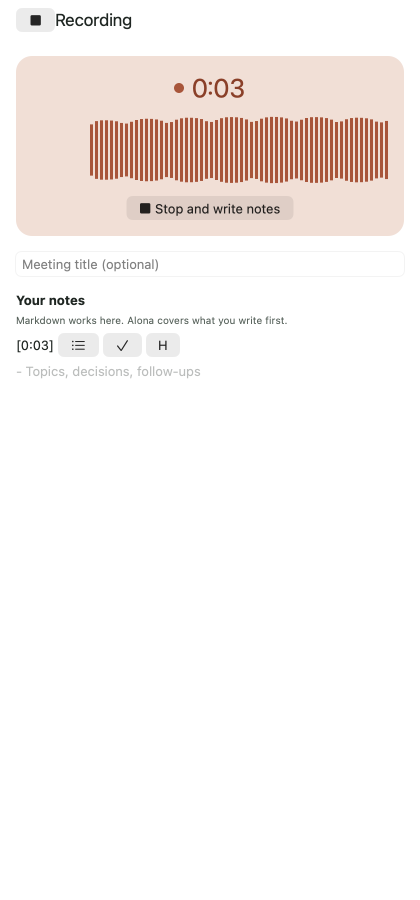 Recording
0:03
Stop and write notes
Meeting title (optional)
Your notes
Markdown works here. Alona covers what you write first.
[0:03] H
- Topics, decisions, follow-ups